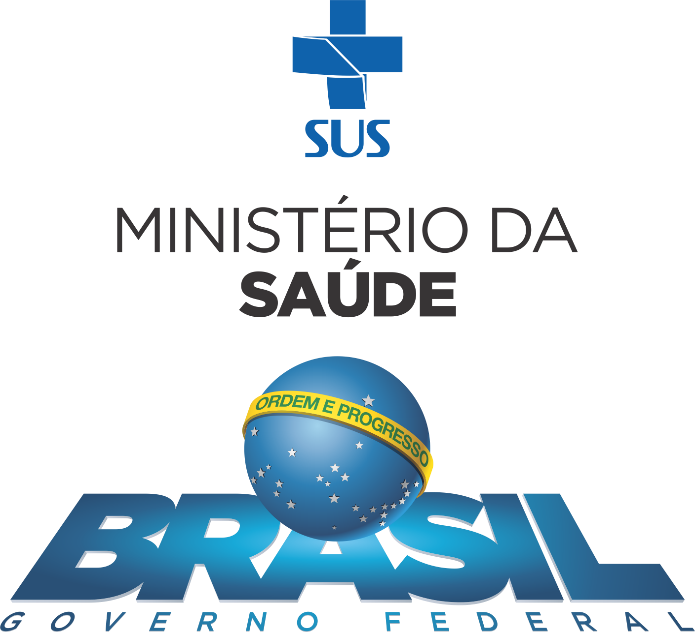 SUS
MINISTÉRIO DA
SAÚDE
ORDEM E PROGRESSO
BRASIL
GOVERNO FEDERAL